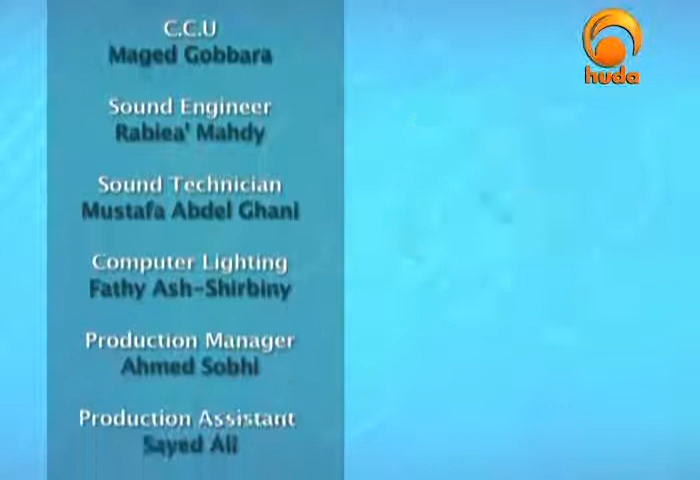 C.C.U
Maged Gobbara
huda
Sound Engineer
Rabiea' Mahdy
Sound Technician
Mustafa Abdel Ghani
Computer Lighting
Fathy Ash-Shirbiny
Production Manager
Ahmed Sobhi
Production Assistant
Sayed Ali